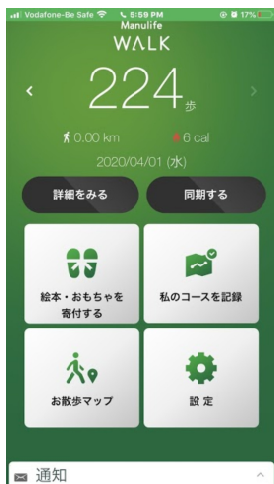 Vodafone-Be Safe 5:59 PM 17%
Manulife
WALK
224 歩
0.00 km 6 cal
2020/04/01 (水)
詳細をみる 同期する
絵本・おもちゃを
寄付する
私のコースを記録
お散歩マップ
設定
通知